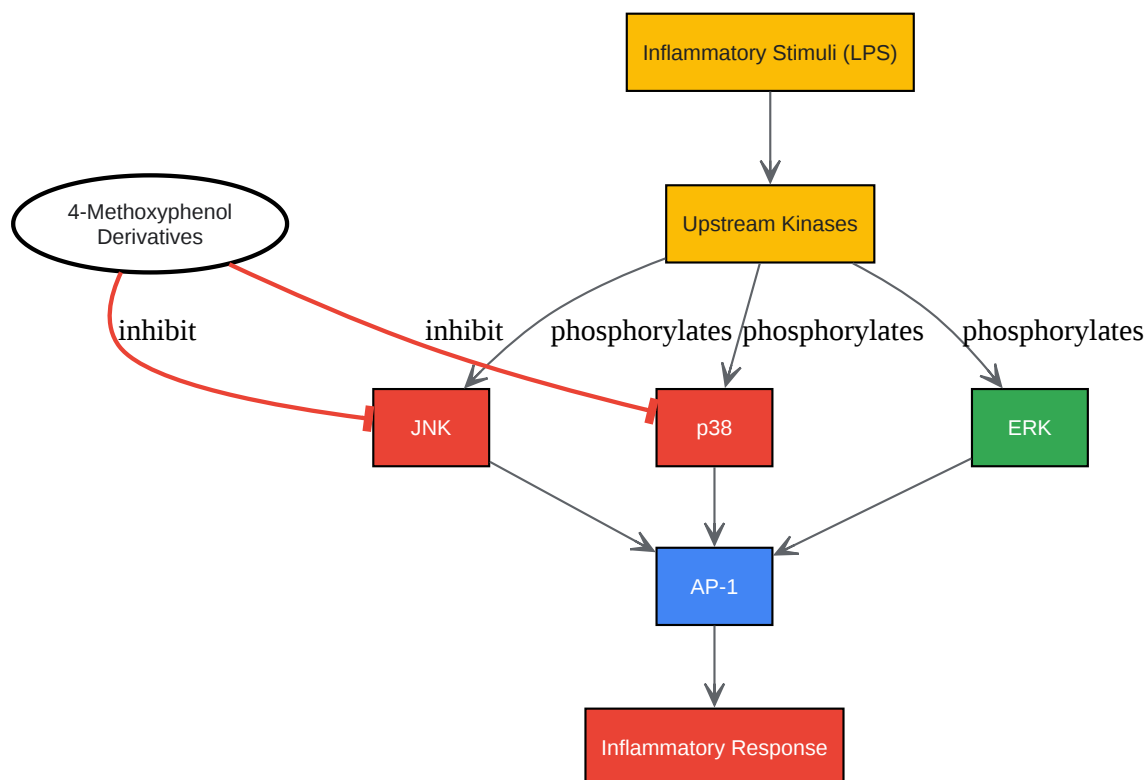 Inflammatory Stimuli (LPS)
4-Methoxyphenol
Derivatives
Upstream Kinases
inhibit
inhibit
phosphorylates
phosphorylates
phosphorylates
JNK
p38
ERK
AP-1
Inflammatory Response